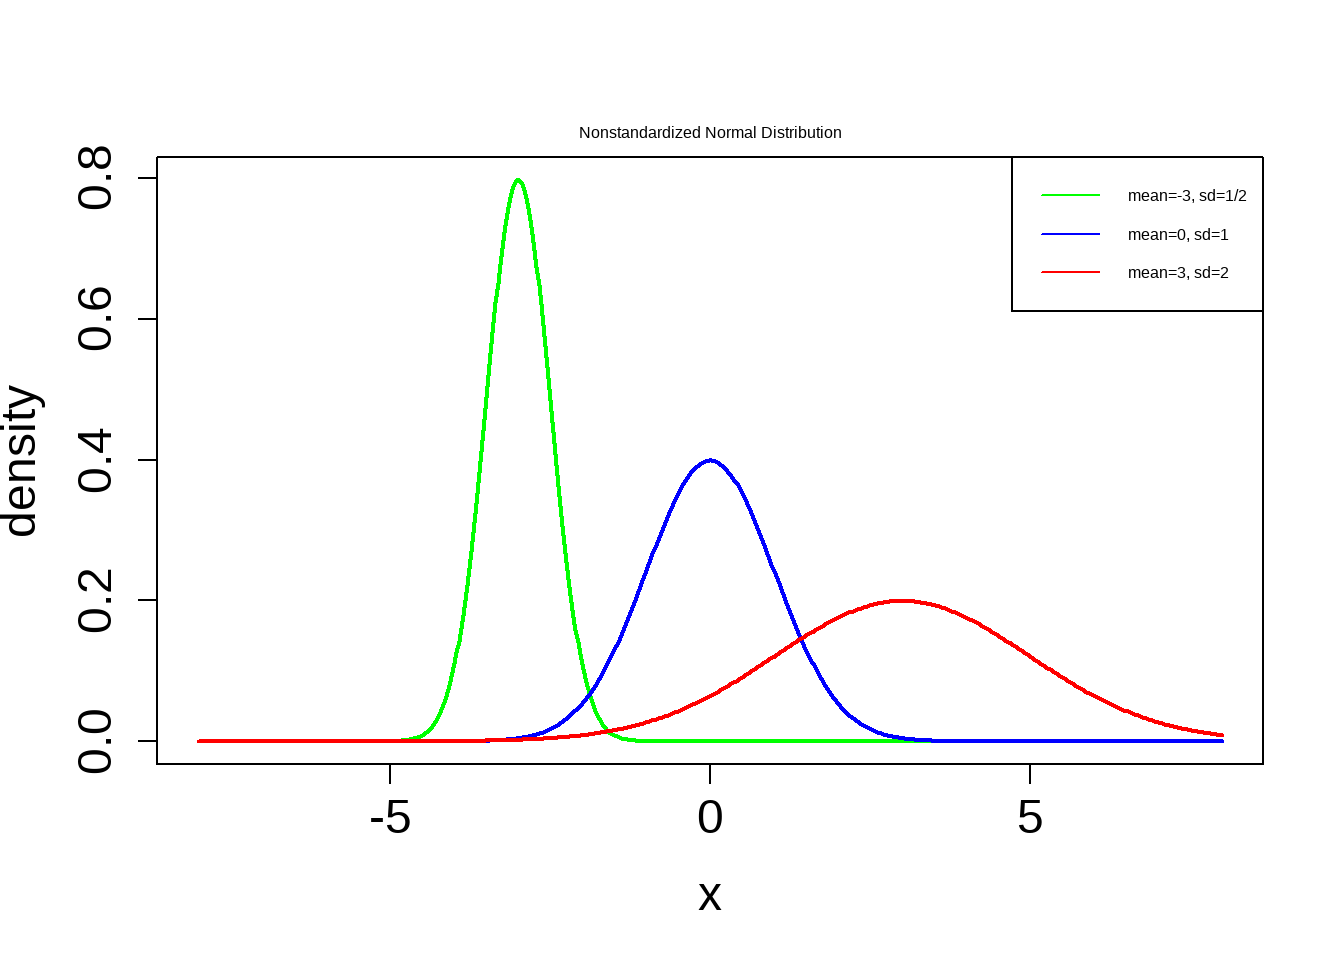 Nonstandardized Normal Distribution
mean=-3, sd=1/2
mean=0, sd=1
mean=3, sd=2
density
0.8
0.6
0.4
0.2
0.0
-5
0
5
x